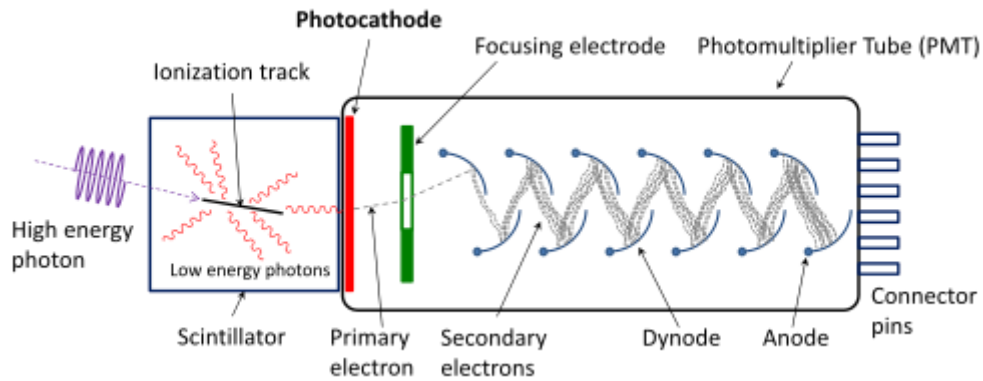 Photocathode
Focusing electrode
Photomultiplier Tube (PMT)
Ionization track
High energy
photon
Low energy photons
Scintillator
Primary
electron
Secondary
electrons
Dynode
Anode
Connector
pins